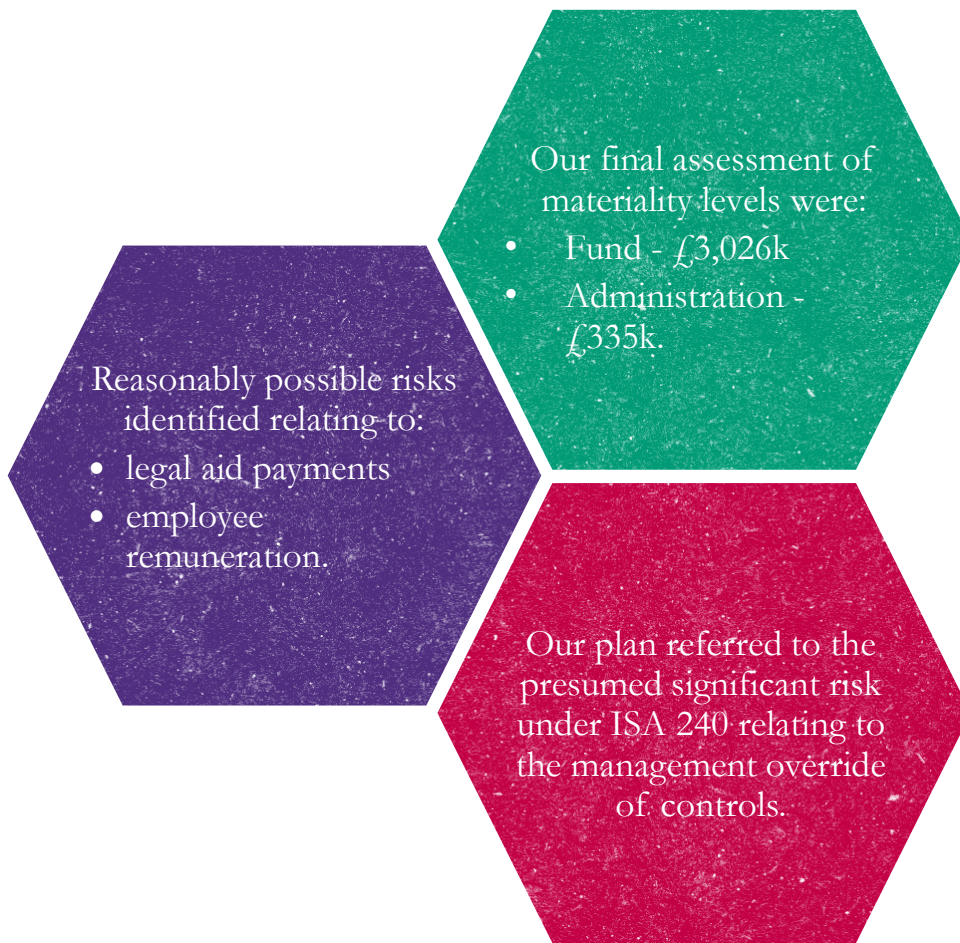 Our final assessment of
materiality levels were:
• Fund - £3,026k
• Administration -
£335k.
Reasonably possible risks
identified relating to:
• legal aid payments
• employee
remuneration.
Our plan referred to the
presumed significant risk
under ISA 240 relating to
the management override
of controls.